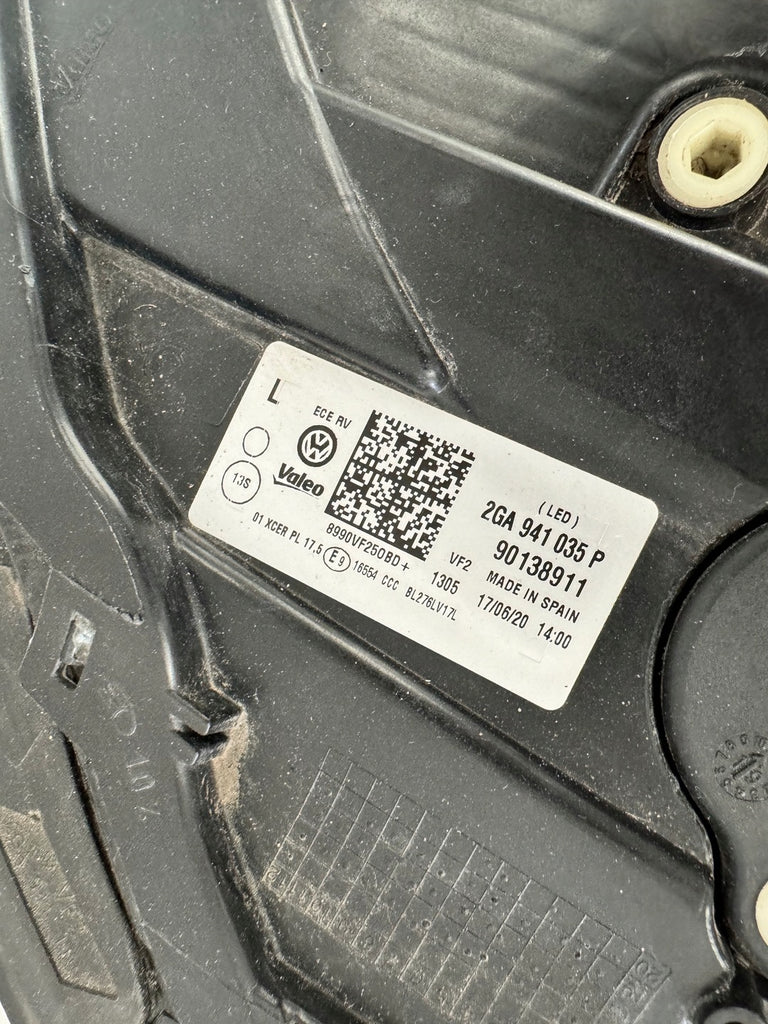 VALEO
L
ECE RV
13S
Valeo
(LED)
2GA 941 035 P
90138911
MADE IN SPAIN
17/06/20 14:00
8990VF250BD+
VF2
1305
01 XCER PL 17,5 E9 16554 CCC BL276LV17L